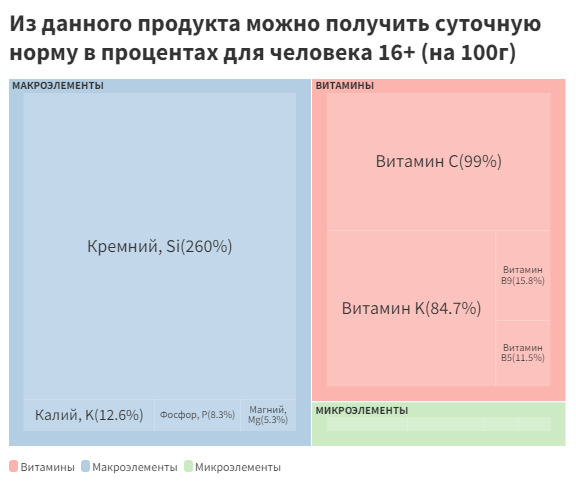 Из данного продукта можно получить суточную
норму в процентах для человека 16+ (на 100г)
МАКРОЭЛЕМЕНТЫ
Кремний, Si(260%)
Калий, K(12.6%)
Фосфор, P(8.3%)
Магний,
Mg(5.3%)
ВИТАМИНЫ
Витамин C(99%)
Витамин K(84.7%)
Витамин
B9(15.8%)
Витамин
B5(11.5%)
МИКРОЭЛЕМЕНТЫ
Витамины
Макроэлементы
Микроэлементы